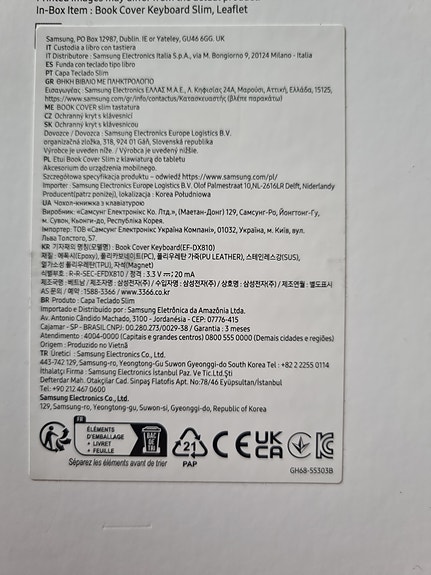 In-Box Item : Book Cover Keyboard Slim, Leaflet
Samsung, PO Box 12987, Dublin. IE or Yateley, GU46 6GG. UK
IT Custodia a libro con tastiera
IT Distributore : Samsung Electronics Italia S.p.A., via M. Bongiorno 9, 20124 Milano - Italia
ES Funda con teclado tipo libro
PT Capa Teclado Slim
GR ΘΗΚΗ ΒΙΒΛΙΟ ΜΕ ΠΛΗΚΤΡΟΛΟΓΙΟ
Εισαγωγέας : Samsung Electronics ΕΛΛΑΣ Μ.Α.Ε., Λ. Κηφισίας 24Α, Μαρούσι, Αττική, Ελλάδα, 15125,
https://www.samsung.com/gr/info/contactus/Κατασκευαστής (βλέπε παρακάτω)
ME BOOK COVER slim tastatura
CZ Ochranný kryt s klávesnicí
SK Ochranný kryt s klávesnicou
Dovozce / Dovozca : Samsung Electronics Europe Logistics B.V.
organizačná zložka, 318, 924 01 Gáň, Slovenská republika
Výrobce je uveden níže. / Výrobca je uvedený nižšie.
PL Etui Book Cover Slim z klawiaturą do tabletu
Akcesorium do urządzenia mobilnego.
Szczegółowa specyfikacja produktu – odwiedź https://www.samsung.com/pl/
Importer : Samsung Electronics Europe Logistics B.V. Olof Palmestraat 10,NL-2616LR Delft, Niderlandy
Producent(patrz poniżej), lokalizacja : Korea Południowa
UA Чохол-книжка з клавіатурою
Виробник: «Самсунг Електронікс Ко. Лтд.», (Маетан-Донг) 129, Самсунг-Ро, Йонгтонг-Гу,
м. Сувон, Кьонгі-до, Республіка Корея.
Імпортер: ТОВ «Самсунг Електронікс Україна Компані», 01032, Україна, м. Київ, вул.
Льва Толстого, 57.
KR 기자재의 명칭(모델명) : Book Cover Keyboard(EF-DX810)
재질 : 에폭시(Epoxy), 폴리카보네이트(PC), 폴리우레탄 가죽(PU LEATHER), 스테인레스강(SUS),
열가소성 폴리우레탄(TPU), 자석(Magnet)
식별부호 : R-R-SEC-EFDX810 / 정격 : 3.3 V ⎓ 20 mA
제조국명 : 베트남 / 제조자명 : 삼성전자(주) / 수입자명 : 삼성전자(주) / 상호명 : 삼성전자(주) / 제조연월 : 별도표시
AS 문의 / 예약 : 1588-3366 / www.3366.co.kr
BR Produto : Capa Teclado Slim
Importado e Distribuído por : Samsung Eletrônica da Amazônia Ltda.
Av. Antonio Cândido Machado, 3100 - Jordanésia - CEP: 07776-415
Cajamar - SP - BRASIL CNPJ: 00.280.273/0029-38 / Garantia : 3 meses
Atendimento : 4004-0000 (Capitais e grandes centros) 0800 555 0000 (Demais cidades e regiões)
Origem : Produzido no Vietnã
TR Üretici : Samsung Electronics Co., Ltd.
443-742 129, Samsung-ro, Yeongtong-Gu Suwon Gyeonggi-do South Korea Tel : +82 2 2255 0114
İthalatçı Firma : Samsung Electronics İstanbul Paz. Ve Tic.Ltd.Şti
Defterdar Mah. Otakçılar Cad. Sinpaş Flatofis Apt. No:78/46 Eyüpsultan/İstanbul
Tel: +90 212 467 0600
Samsung Electronics Co., Ltd.
129, Samsung-ro, Yeongtong-gu, Suwon-si, Gyeonggi-do, Republic of Korea
FR
ÉLÉMENTS
D'EMBALLAGE
+ LIVRET
+ FEUILLE
BAC
DE
TRI
Séparez les éléments avant de trier
21
PAP
CE
UK
CA
GH68-55303B